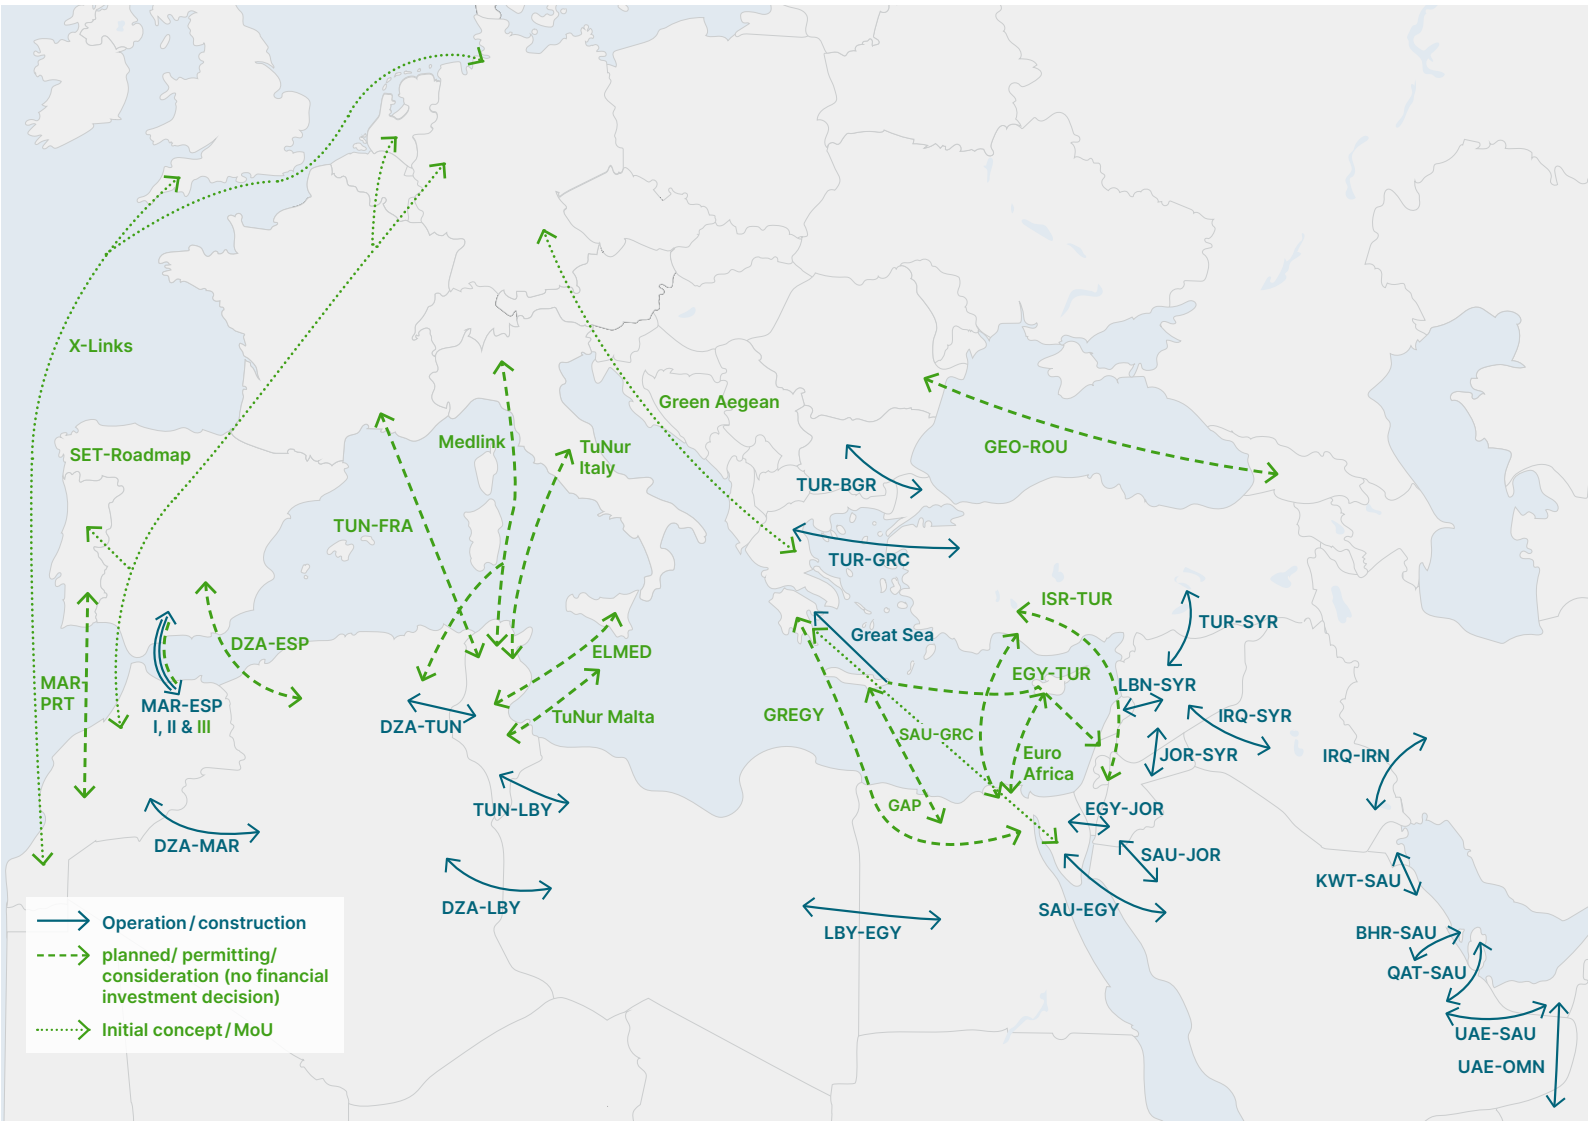 X-Links
Green Aegean
Medlink
TuNur
Italy
GEO-ROU
SET-Roadmap
TUR-BGR
TUN-FRA
TUR-GRC
ISR-TUR
TUR-SYR
Great Sea
DZA-ESP
ELMED
EGY-TUR
LBN-SYR
MAR-
PRT
MAR-ESP
I, II & III
DZA-TUN
TuNur Malta
GREGY
SAU-GRC
IRQ-SYR
JOR-SYR
IRQ-IRN
Euro
Africa
TUN-LBY
GAP
EGY-JOR
DZA-MAR
SAU-JOR
KWT-SAU
DZA-LBY
SAU-EGY
LBY-EGY
BHR-SAU
QAT-SAU
UAE-SAU
UAE-OMN
Operation/construction
planned/ permitting/
consideration (no financial
investment decision)
Initial concept/MoU